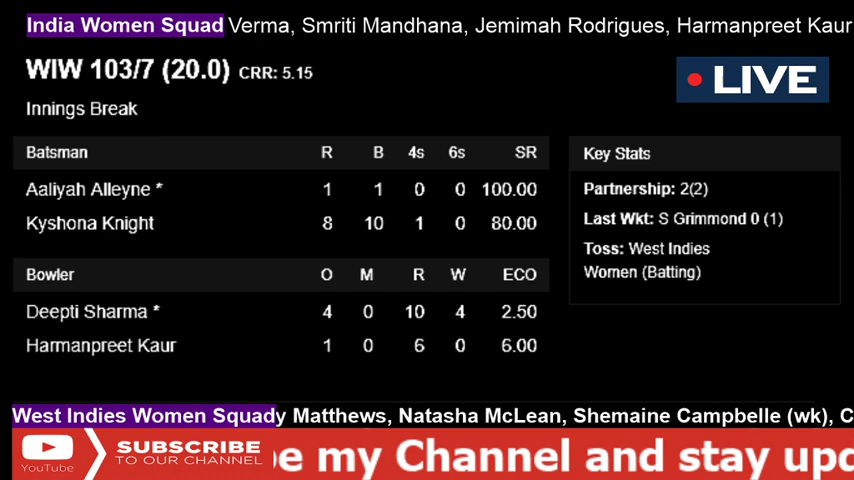 India Women Squad Verma, Smriti Mandhana, Jemimah Rodrigues, Harmanpreet Kaur
WIW 103/7 (20.0) CRR: 5.15
LIVE
Innings Break
Batsman R B 4s 6s SR
Aaliyah Alleyne * 1 1 0 0 100.00
Kyshona Knight 8 10 1 0 80.00
Bowler O M R W ECO
Deepti Sharma * 4 0 10 4 2.50
Harmanpreet Kaur 1 0 6 0 6.00
Key Stats
Partnership: 2(2)
Last Wkt: S Grimmond 0 (1)
Toss: West Indies
Women (Batting)
West Indies Women Squady Matthews, Natasha McLean, Shemaine Campbelle (wk), C
YouTube
SUBSCRIBE
TO OUR CHANNEL
be my Channel and stay upd